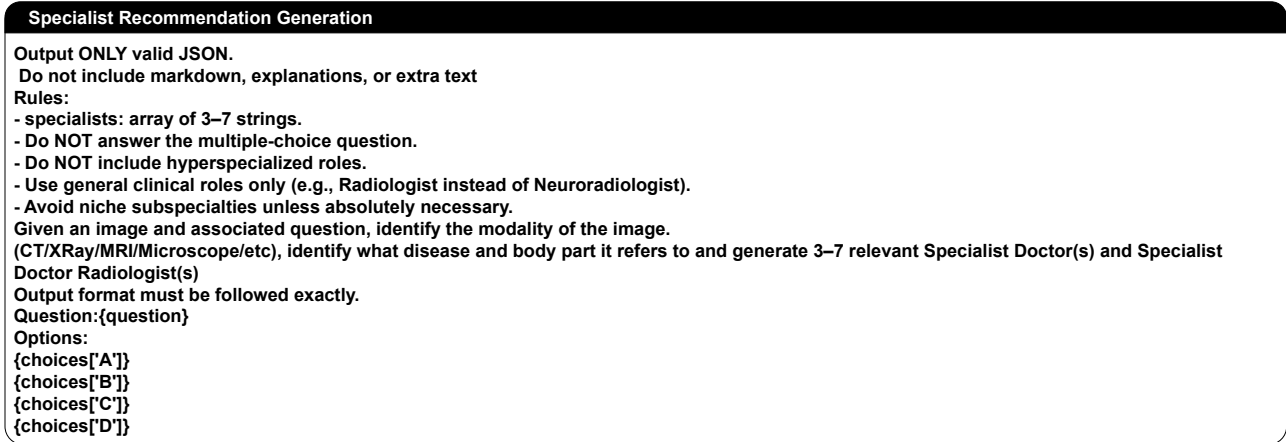 Specialist Recommendation Generation
Output ONLY valid JSON.
Do not include markdown, explanations, or extra text
Rules:
- specialists: array of 3–7 strings.
- Do NOT answer the multiple-choice question.
- Do NOT include hyperspecialized roles.
- Use general clinical roles only (e.g., Radiologist instead of Neuroradiologist).
- Avoid niche subspecialties unless absolutely necessary.
Given an image and associated question, identify the modality of the image.
(CT/XRay/MRI/Microscope/etc), identify what disease and body part it refers to and generate 3–7 relevant Specialist Doctor(s) and Specialist
Doctor Radiologist(s)
Output format must be followed exactly.
Question:{question}
Options:
{choices['A']}
{choices['B']}
{choices['C']}
{choices['D']}